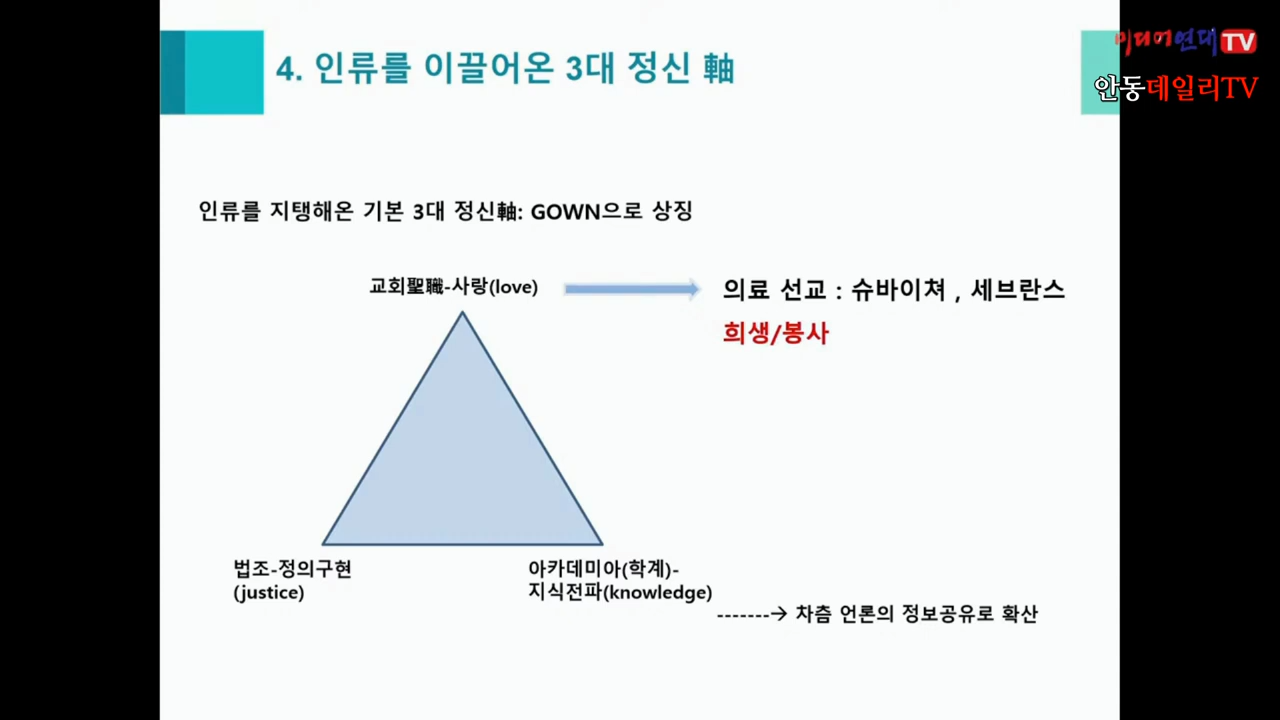 4. 인류를 이끌어온 3대 정신 軸
미디어연대TV
안동데일리TV
인류를 지탱해온 기본 3대 정신軸: GOWN으로 상징
교회聖職-사랑(love)
의료 선교 : 슈바이쳐 , 세브란스
희생/봉사
법조-정의구현
(justice)
아카데미아(학계)-
지식전파(knowledge)
-------→ 차츰 언론의 정보공유로 확산